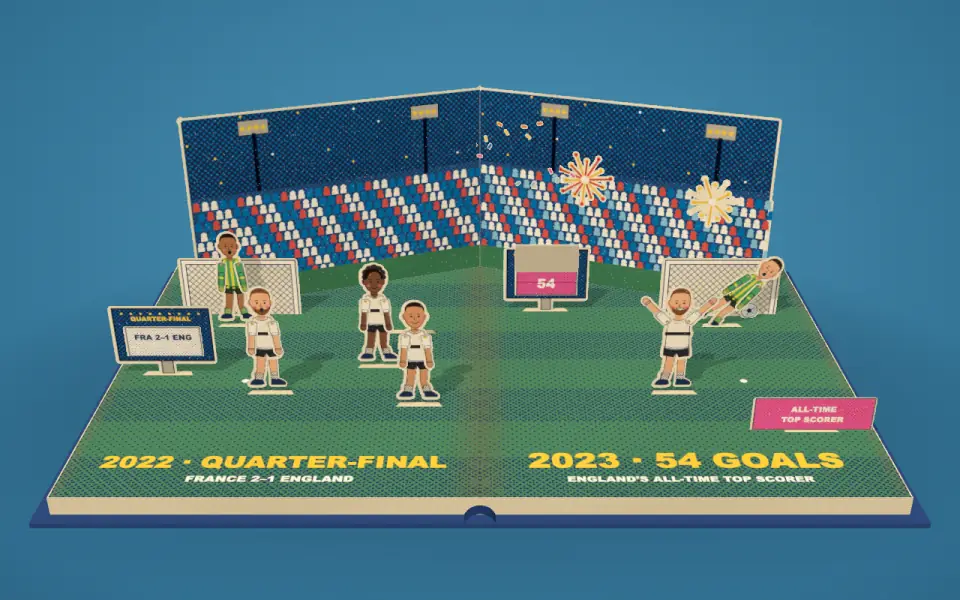 QUARTER-FINAL
FRA 2–1 ENG
54
ALL-TIME
TOP SCORER
2022 · QUARTER-FINAL
FRANCE 2–1 ENGLAND
2023 · 54 GOALS
ENGLAND'S ALL-TIME TOP SCORER